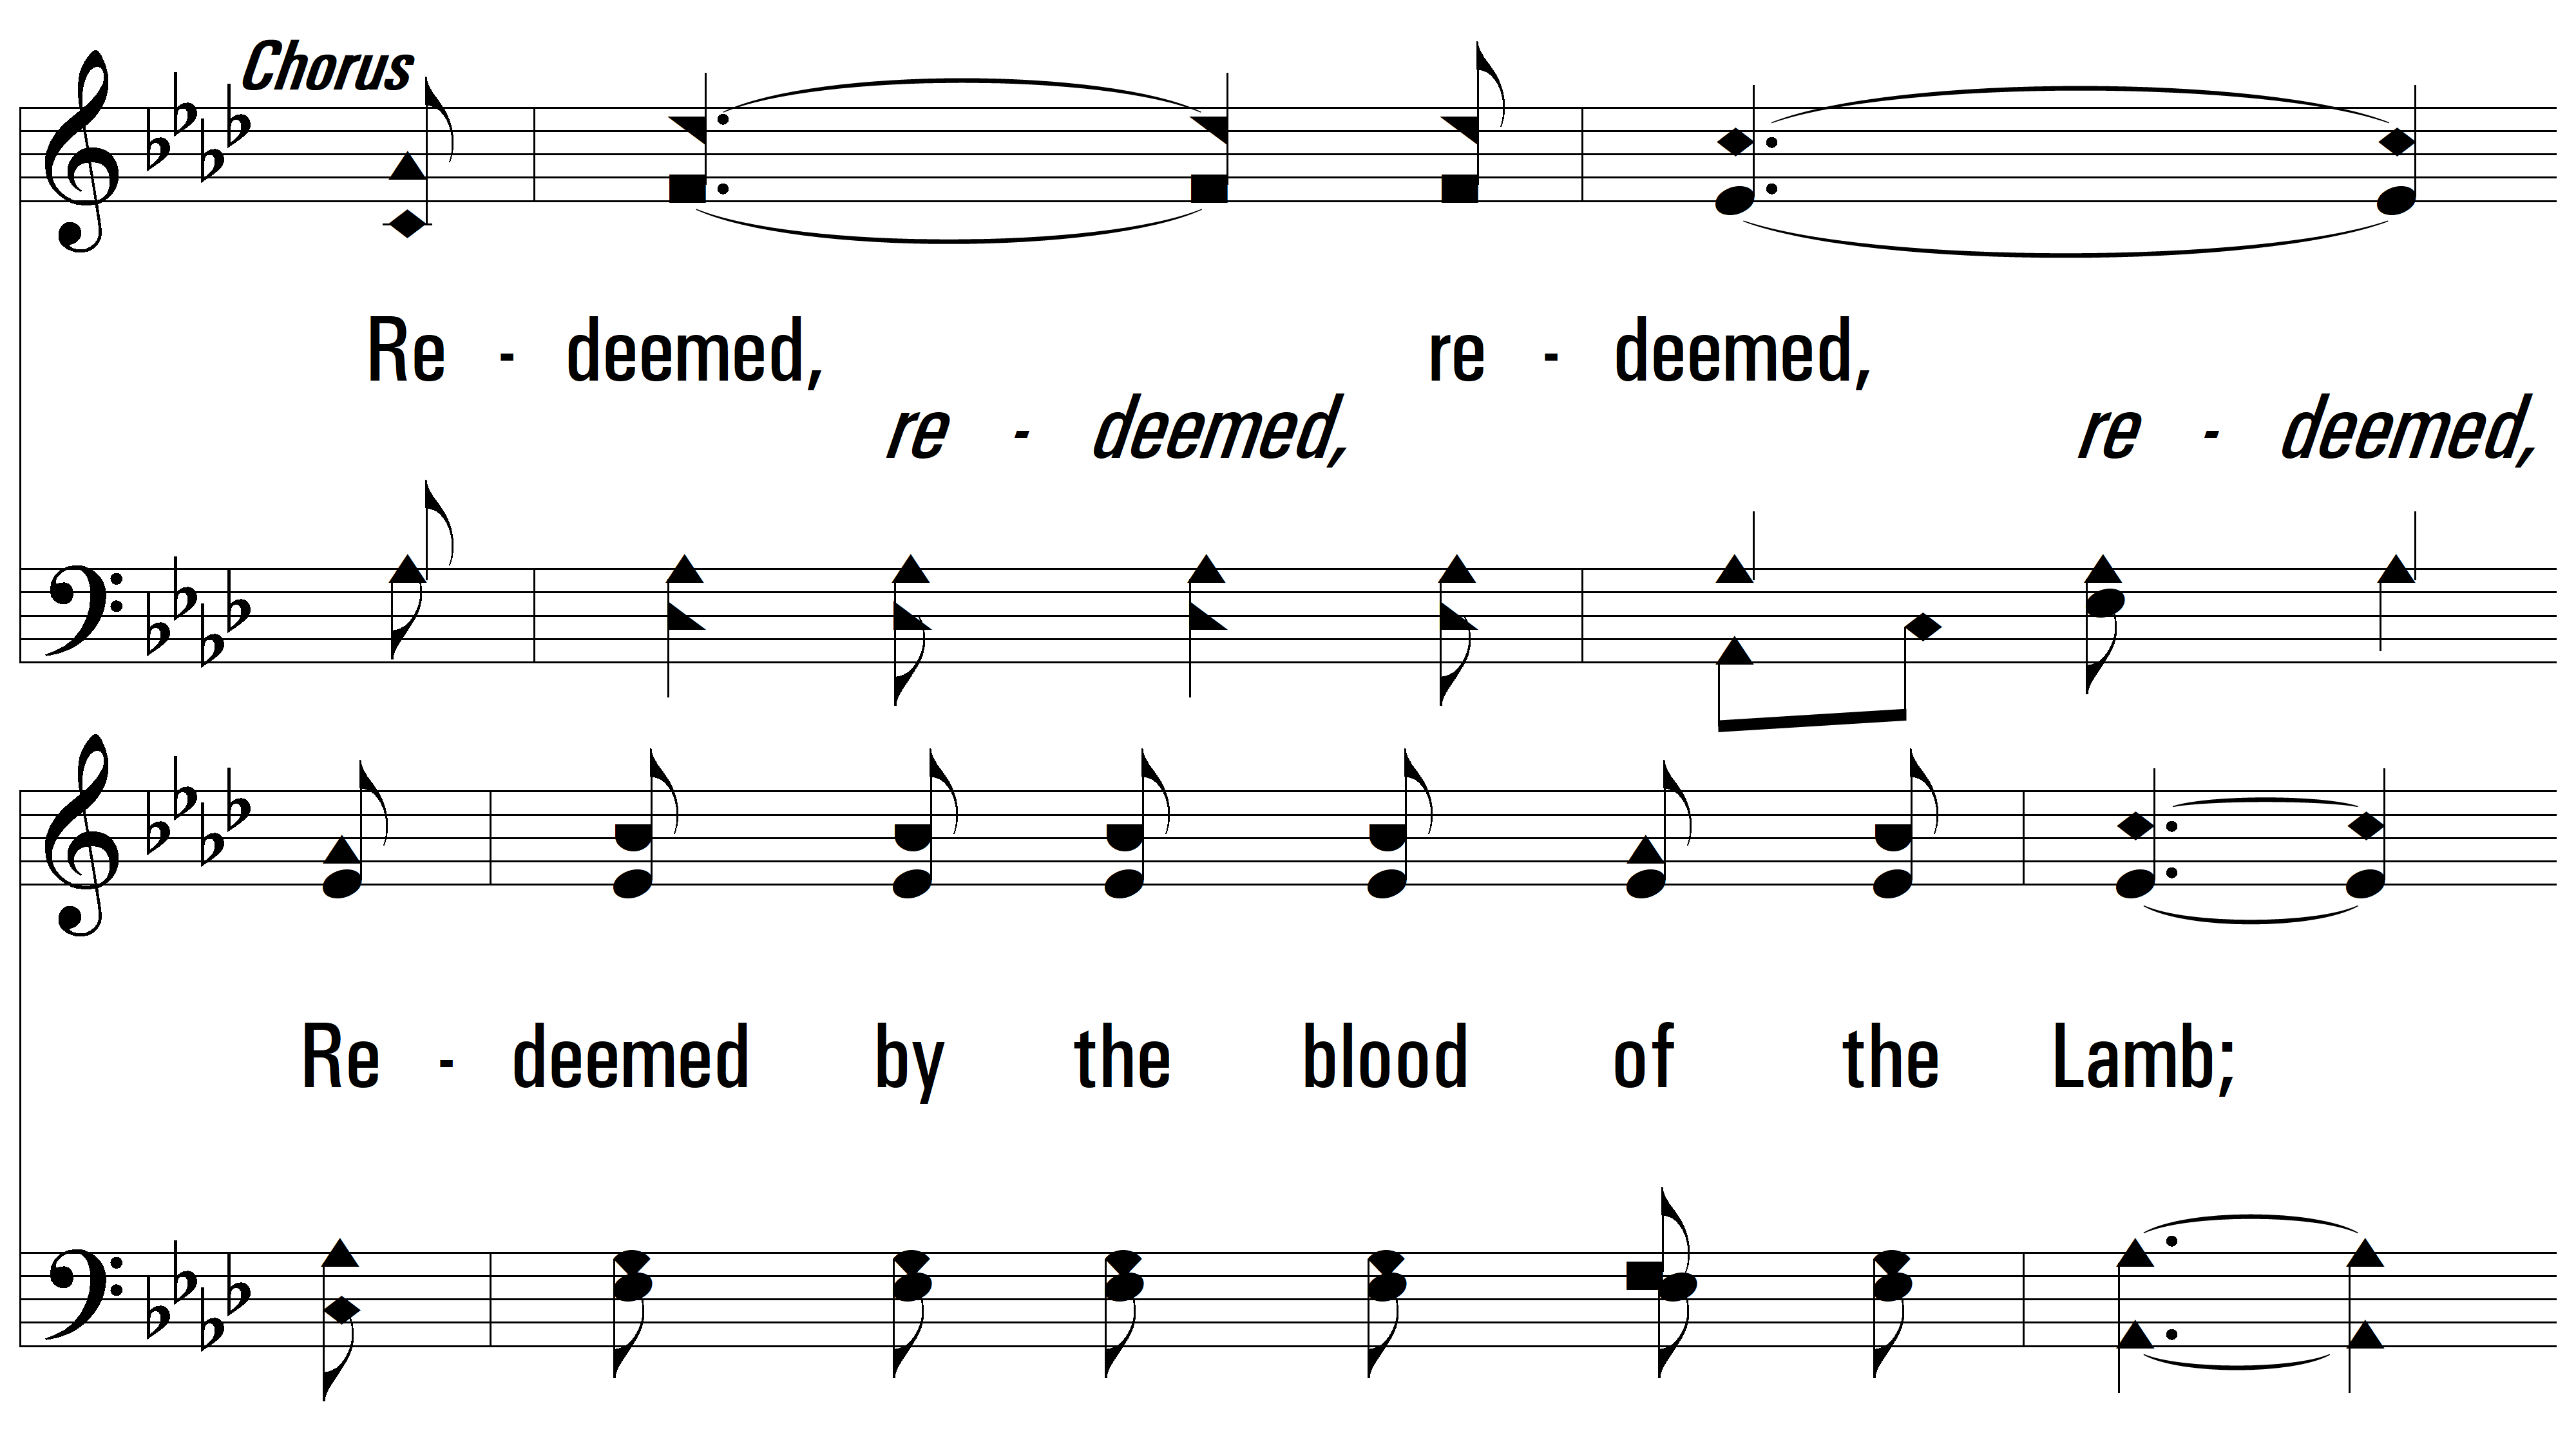 Chorus
Re - deemed, re - deemed,
re - deemed, re - deemed,
Re - deemed by the blood of the Lamb;